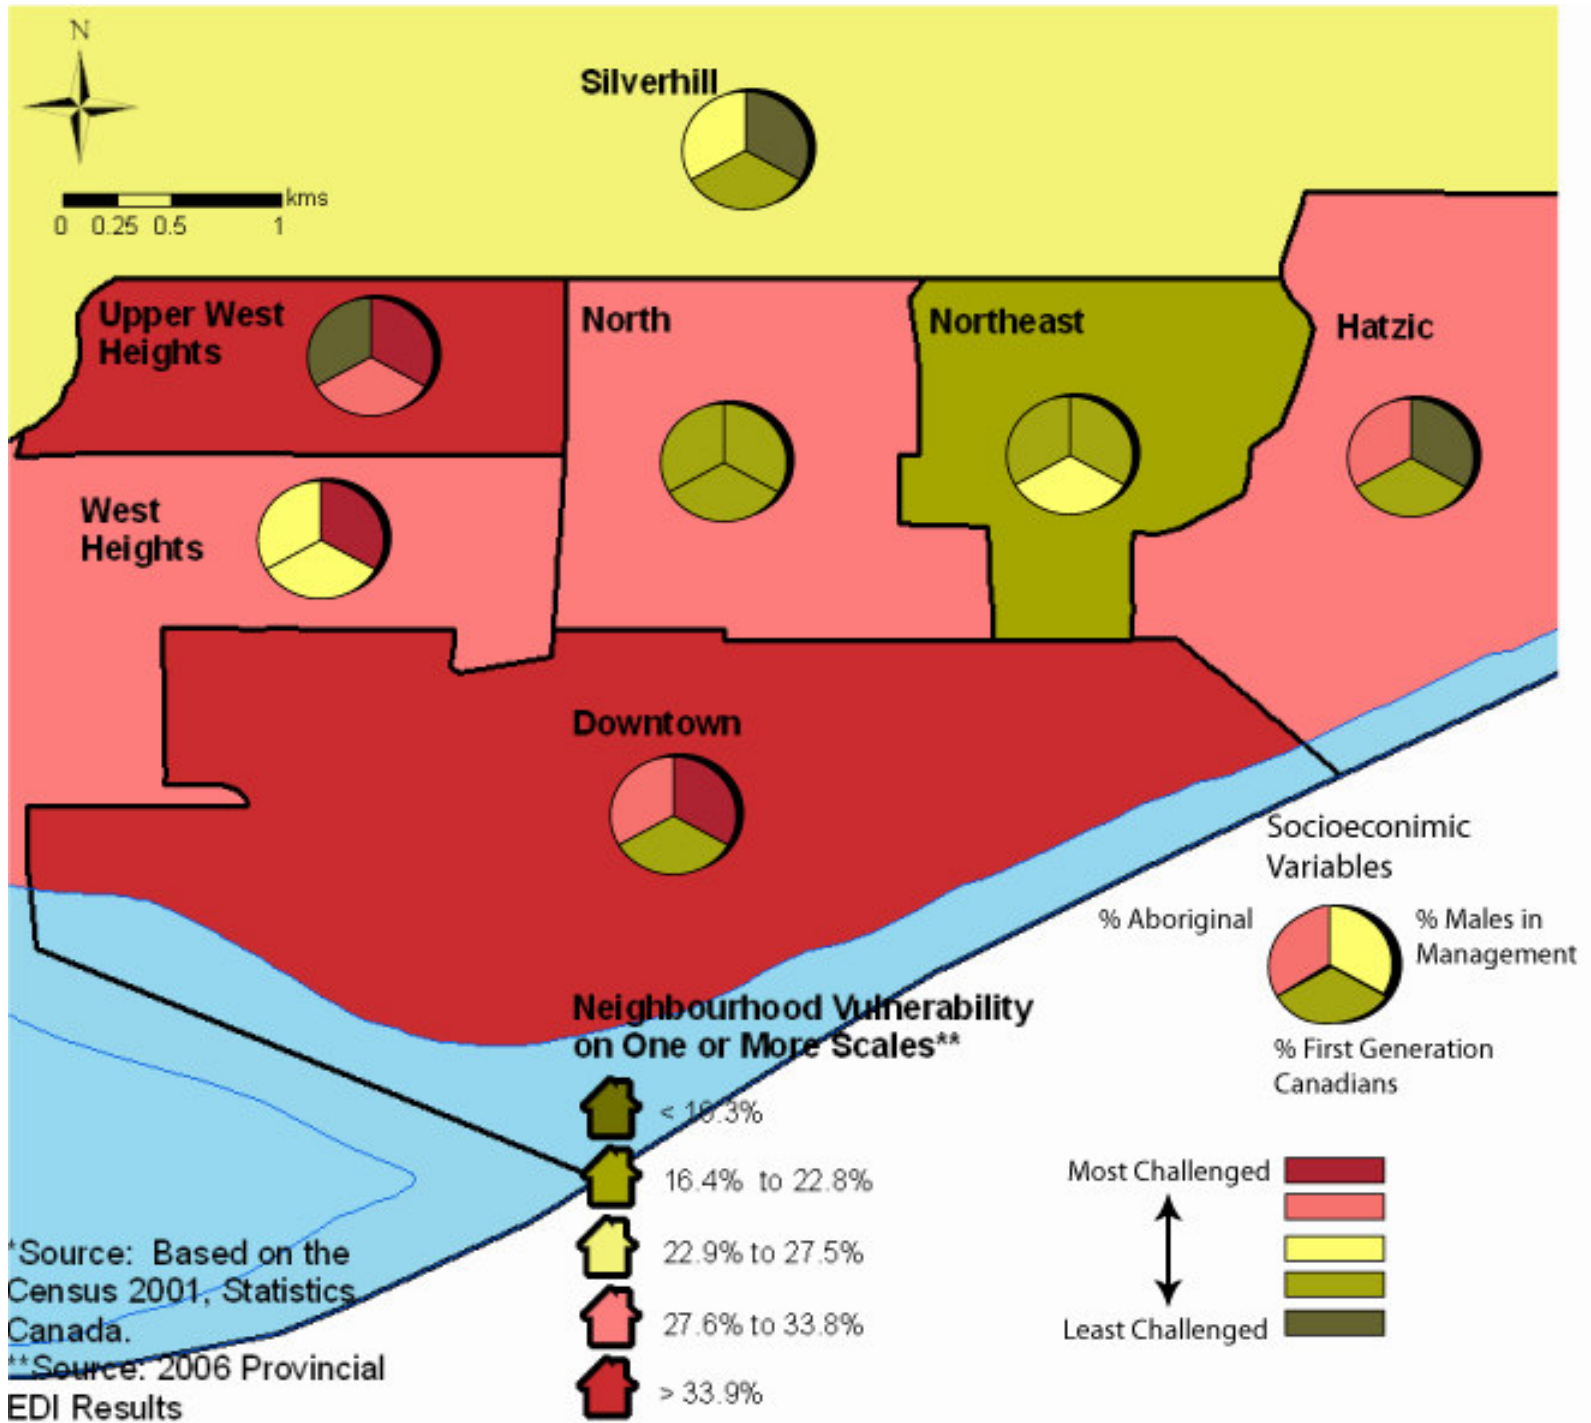 N
kms
0 0.25 0.5 1
Silverhill
Upper West
Heights
North
Northeast
Hatzic
West
Heights
Downtown
Socioeconimic
Variables
% Aboriginal
% Males in
Management
% First Generation
Canadians
Neighbourhood Vulnerability
on One or More Scales**
< 16.3%
16.4% to 22.8%
22.9% to 27.5%
27.6% to 33.8%
> 33.9%
Most Challenged
Least Challenged
*Source: Based on the
Census 2001, Statistics
Canada.
**Source: 2006 Provincial
EDI Results